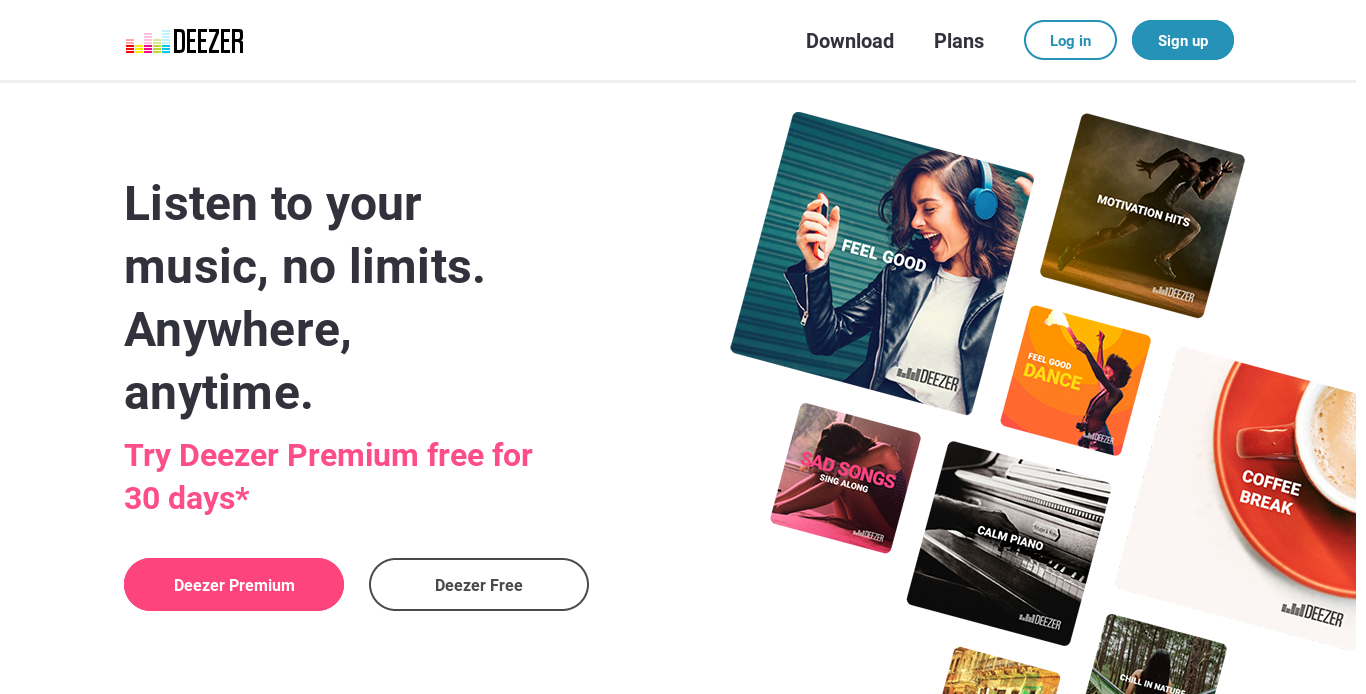 DEEZER
Download
Plans
Log in
Sign up
Listen to your
music, no limits.
Anywhere,
anytime.
Try Deezer Premium free for
30 days*
Deezer Premium
Deezer Free
FEEL GOOD
DEEZER
MOTIVATION HITS
DEEZER
FEEL GOOD
DANCE
DEEZER
SAD SONGS
SING ALONG
DEEZER
CALM PIANO
DEEZER
COFFEE
BREAK
DEEZER
CHILL IN NATURE